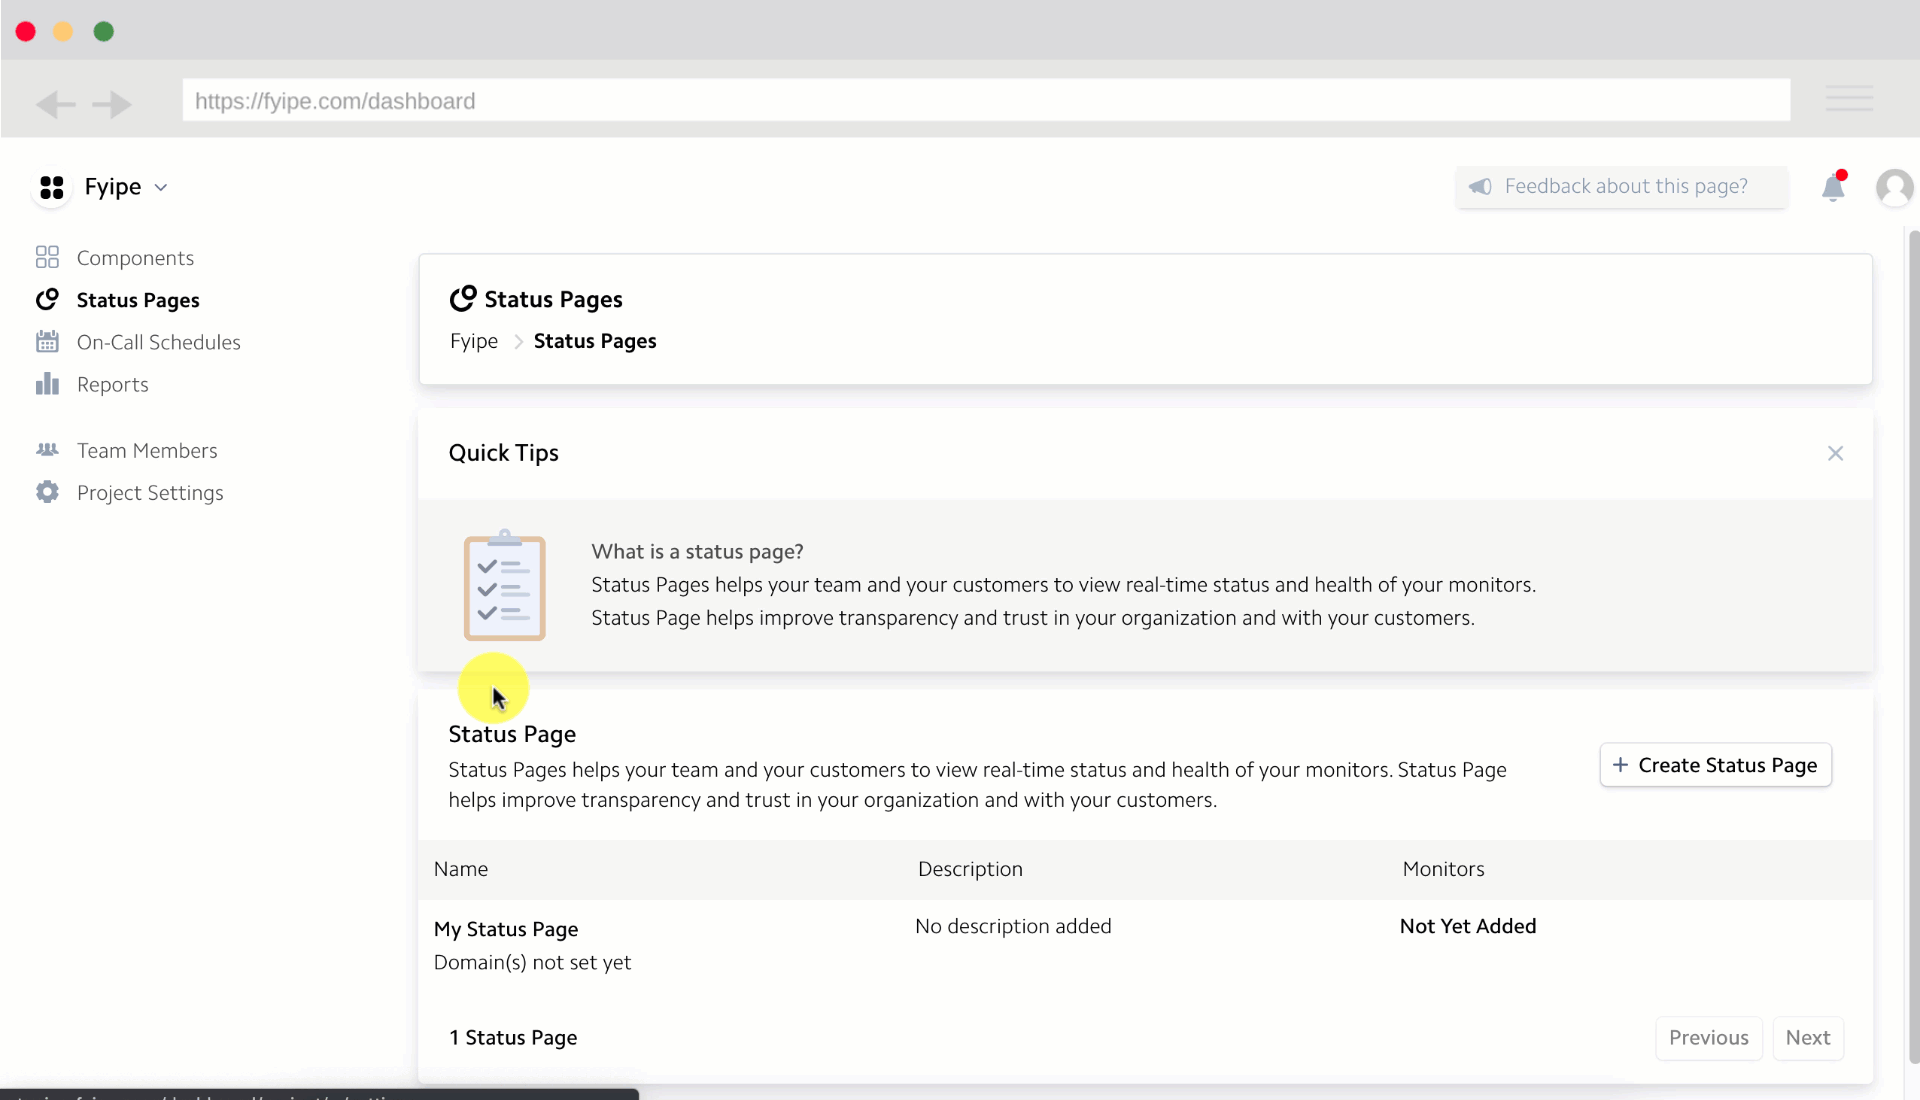 https://fyipe.com/dashboard
Fyipe
Feedback about this page?
Components
Status Pages
On-Call Schedules
Reports
Team Members
Project Settings
Status Pages
Fyipe > Status Pages
Quick Tips
What is a status page?
Status Pages helps your team and your customers to view real-time status and health of your monitors.
Status Page helps improve transparency and trust in your organization and with your customers.
Status Page
Status Pages helps your team and your customers to view real-time status and health of your monitors. Status Page
helps improve transparency and trust in your organization and with your customers.
+ Create Status Page
Name Description Monitors
My Status Page No description added Not Yet Added
Domain(s) not set yet
1 Status Page
Previous Next